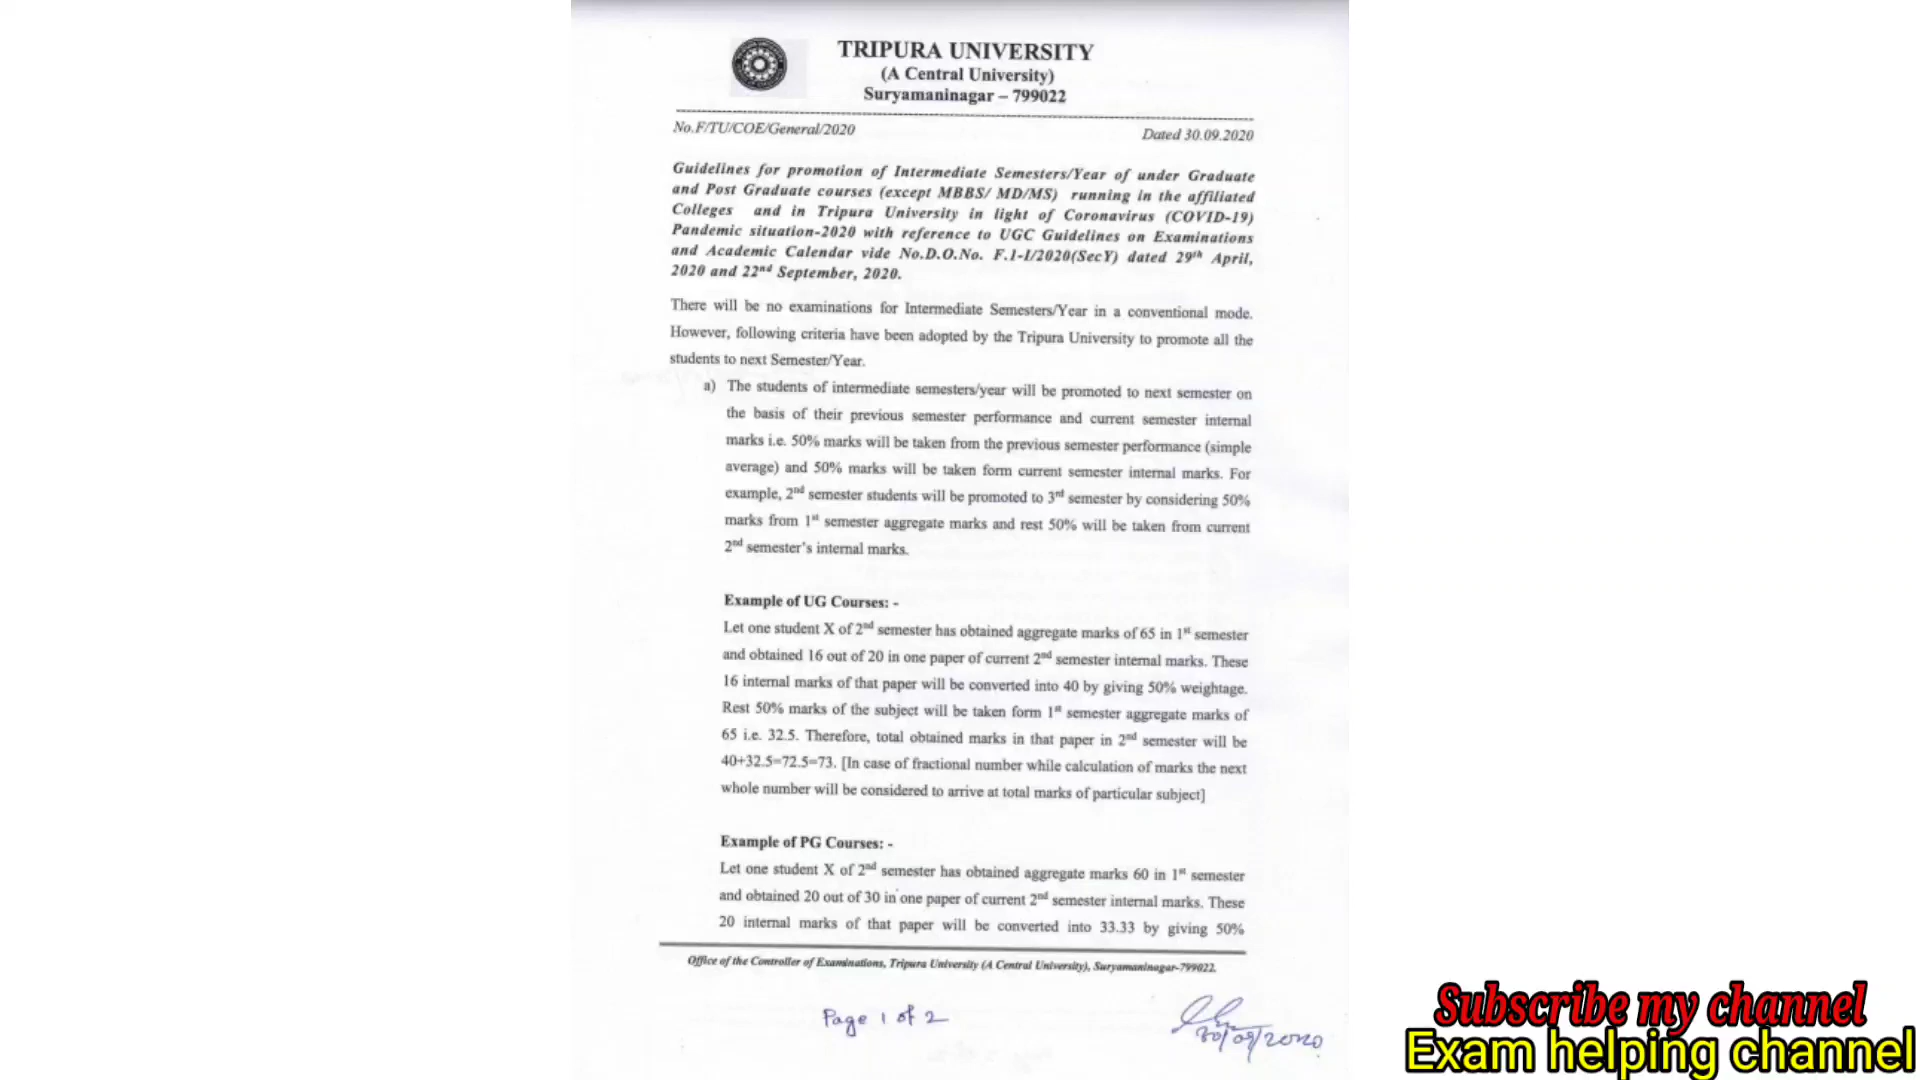 TRIPURA UNIVERSITY
(A Central University)
Suryamaninagar – 799022
No.F/TU/COE/General/2020
Dated 30.09.2020
Guidelines for promotion of Intermediate Semesters/Year of under Graduate
and Post Graduate courses (except MBBS/ MD/MS) running in the affiliated
Colleges and in Tripura University in light of Coronavirus (COVID-19)
Pandemic situation-2020 with reference to UGC Guidelines on Examinations
and Academic Calendar vide No.D.O.No. F.1-I/2020(SecY) dated 29th April,
2020 and 22nd September, 2020.
There will be no examinations for Intermediate Semesters/Year in a conventional mode.
However, following criteria have been adopted by the Tripura University to promote all the
students to next Semester/Year.
a) The students of intermediate semesters/year will be promoted to next semester on
the basis of their previous semester performance and current semester internal
marks i.e. 50% marks will be taken from the previous semester performance (simple
average) and 50% marks will be taken form current semester internal marks. For
example, 2nd semester students will be promoted to 3rd semester by considering 50%
marks from 1st semester aggregate marks and rest 50% will be taken from current
2nd semester's internal marks.
Example of UG Courses: -
Let one student X of 2nd semester has obtained aggregate marks of 65 in 1st semester
and obtained 16 out of 20 in one paper of current 2nd semester internal marks. These
16 internal marks of that paper will be converted into 40 by giving 50% weightage.
Rest 50% marks of the subject will be taken form 1st semester aggregate marks of
65 i.e. 32.5. Therefore, total obtained marks in that paper in 2nd semester will be
40+32.5=72.5=73. [In case of fractional number while calculation of marks the next
whole number will be considered to arrive at total marks of particular subject]
Example of PG Courses: -
Let one student X of 2nd semester has obtained aggregate marks 60 in 1st semester
and obtained 20 out of 30 in one paper of current 2nd semester internal marks. These
20 internal marks of that paper will be converted into 33.33 by giving 50%
Office of the Controller of Examinations, Tripura University (A Central University), Suryamaninagar-799022.
Page 1 of 2
30/09/2020
Subscribe my channel
Exam helping channel